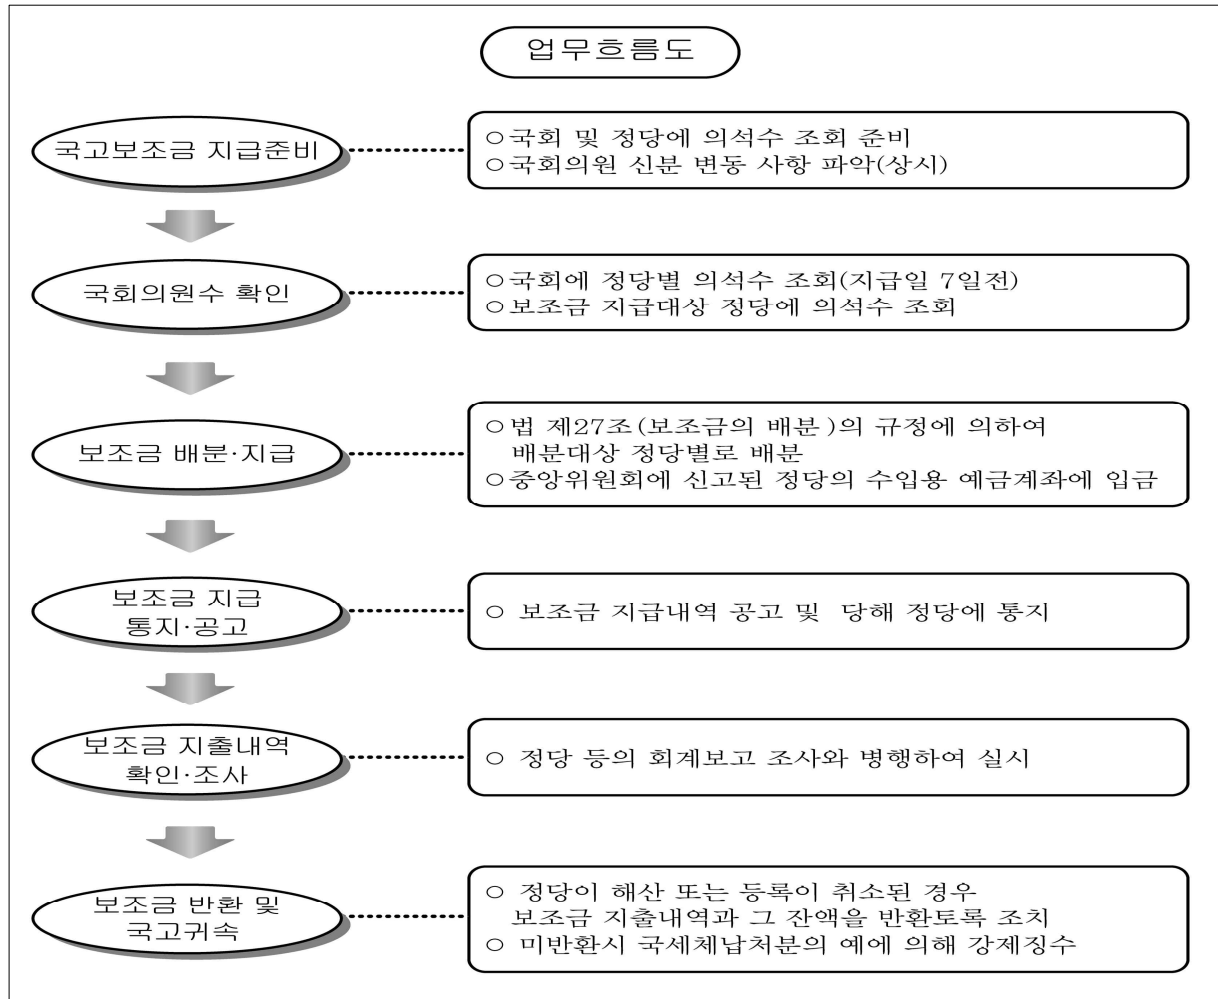 업무흐름도
국고보조금 지급준비
○국회 및 정당에 의석수 조회 준비
○국회의원 신분 변동 사항 파악(상시)
국회의원수 확인
○국회에 정당별 의석수 조회(지급일 7일전)
○보조금 지급대상 정당에 의석수 조회
보조금 배분·지급
○법 제27조(보조금의 배분)의 규정에 의하여
배분대상 정당별로 배분
○중앙위원회에 신고된 정당의 수입용 예금계좌에 입금
보조금 지급
통지·공고
○ 보조금 지급내역 공고 및 당해 정당에 통지
보조금 지출내역
확인·조사
○ 정당 등의 회계보고 조사와 병행하여 실시
보조금 반환 및
국고귀속
○ 정당이 해산 또는 등록이 취소된 경우
보조금 지출내역과 그 잔액을 반환토록 조치
○ 미반환시 국세체납처분의 예에 의해 강제징수